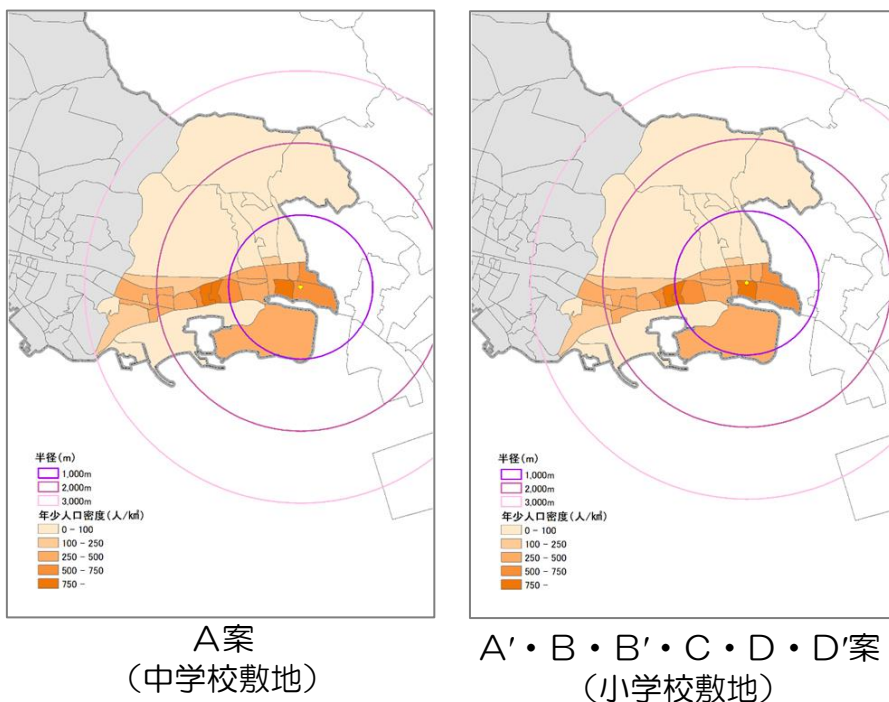 半径(m)
1,000m
2,000m
3,000m
年少人口密度(人/k㎡)
0 - 100
100 - 250
250 - 500
500 - 750
750 -
A案
(中学校敷地)
半径(m)
1,000m
2,000m
3,000m
年少人口密度(人/k㎡)
0 - 100
100 - 250
250 - 500
500 - 750
750 -
A′・B・B′・C・D・D′案
(小学校敷地)